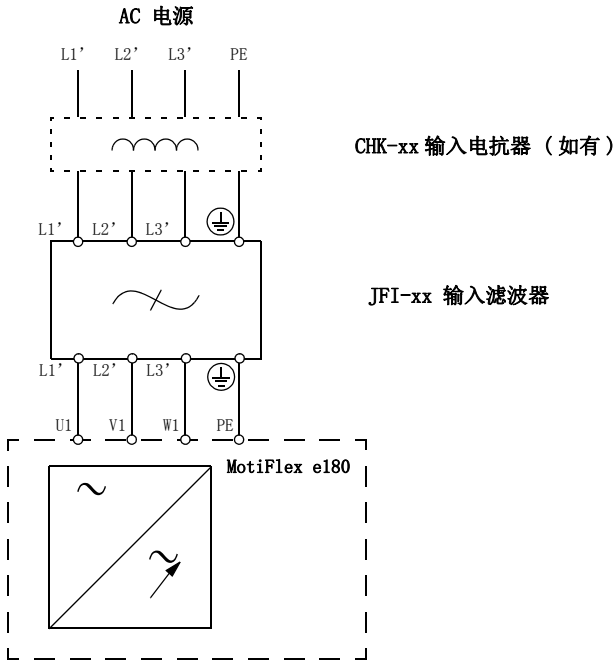 AC 电源
L1’ L2’ L3’ PE
CHK-xx 输入电抗器 ( 如有 )
L1’ L2’ L3’
JFI-xx 输入滤波器
L1’ L2’ L3’
U1 V1 W1 PE
MotiFlex e180